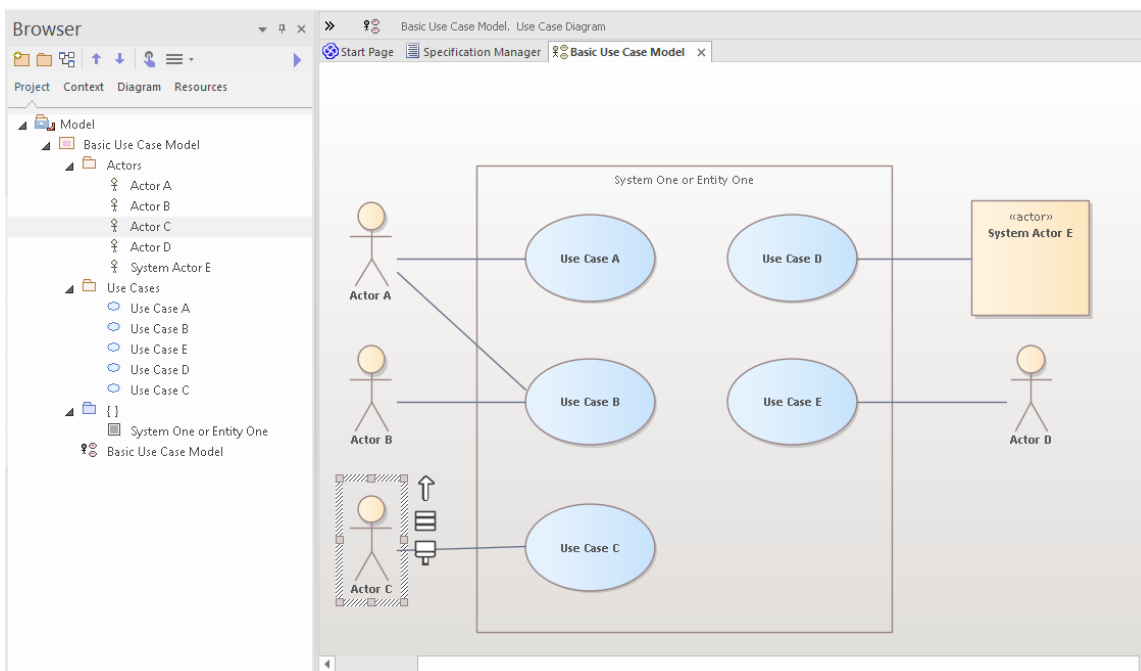 Browser
Project Context Diagram Resources
Model
Basic Use Case Model
Actors
Actor A
Actor B
Actor C
Actor D
System Actor E
Use Cases
Use Case A
Use Case B
Use Case E
Use Case D
Use Case C
{ }
System One or Entity One
Basic Use Case Model
Basic Use Case Model. Use Case Diagram
Start Page Specification Manager Basic Use Case Model
System One or Entity One
«actor»
System Actor E
Use Case A
Use Case D
Actor A
Use Case B
Use Case E
Actor B
Actor D
Use Case C
Actor C